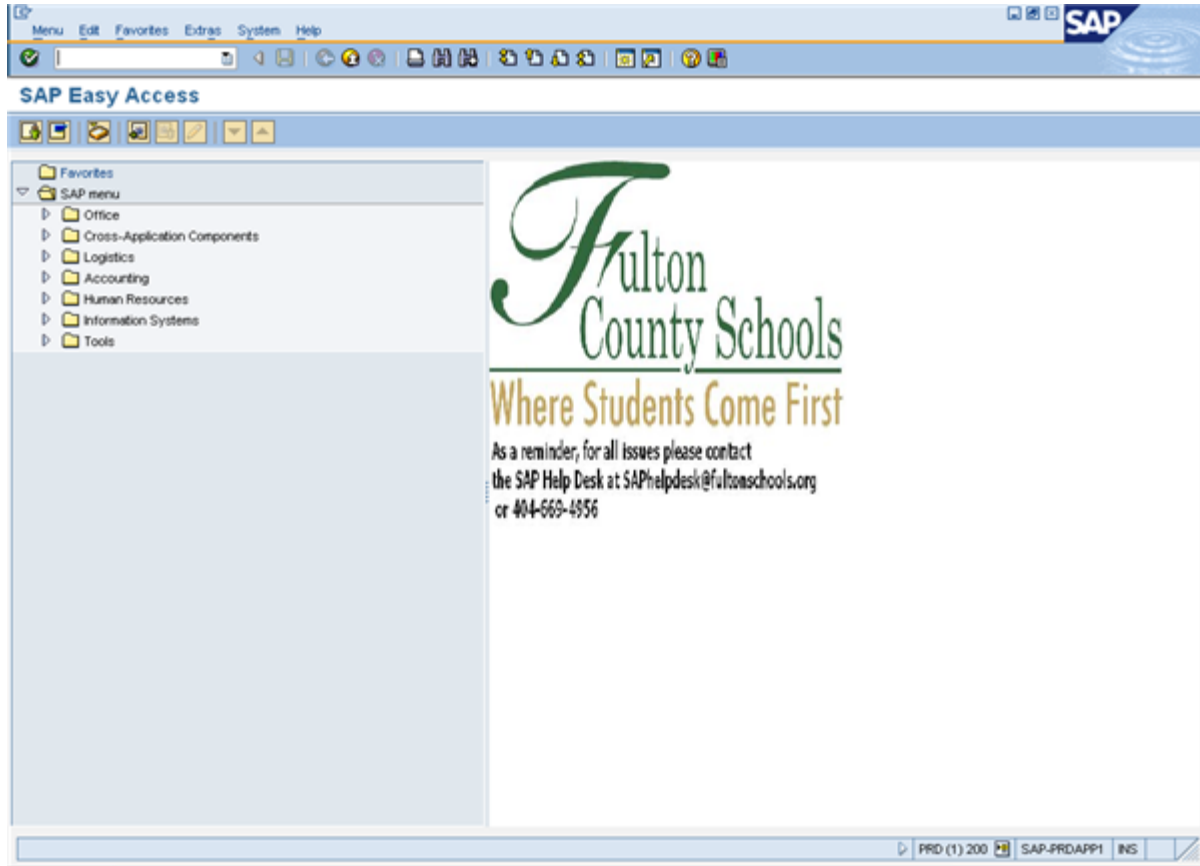 Menu Edit Favorites Extras System Help
SAP
SAP Easy Access
Favorites
SAP menu
Office
Cross-Application Components
Logistics
Accounting
Human Resources
Information Systems
Tools
Fulton
County Schools
Where Students Come First
As a reminder, for all issues please contact
the SAP Help Desk at SAPhelpdesk@fultonschools.org
or 404-669-4956
PRD (1) 200 SAP-PRDAPP1 INS